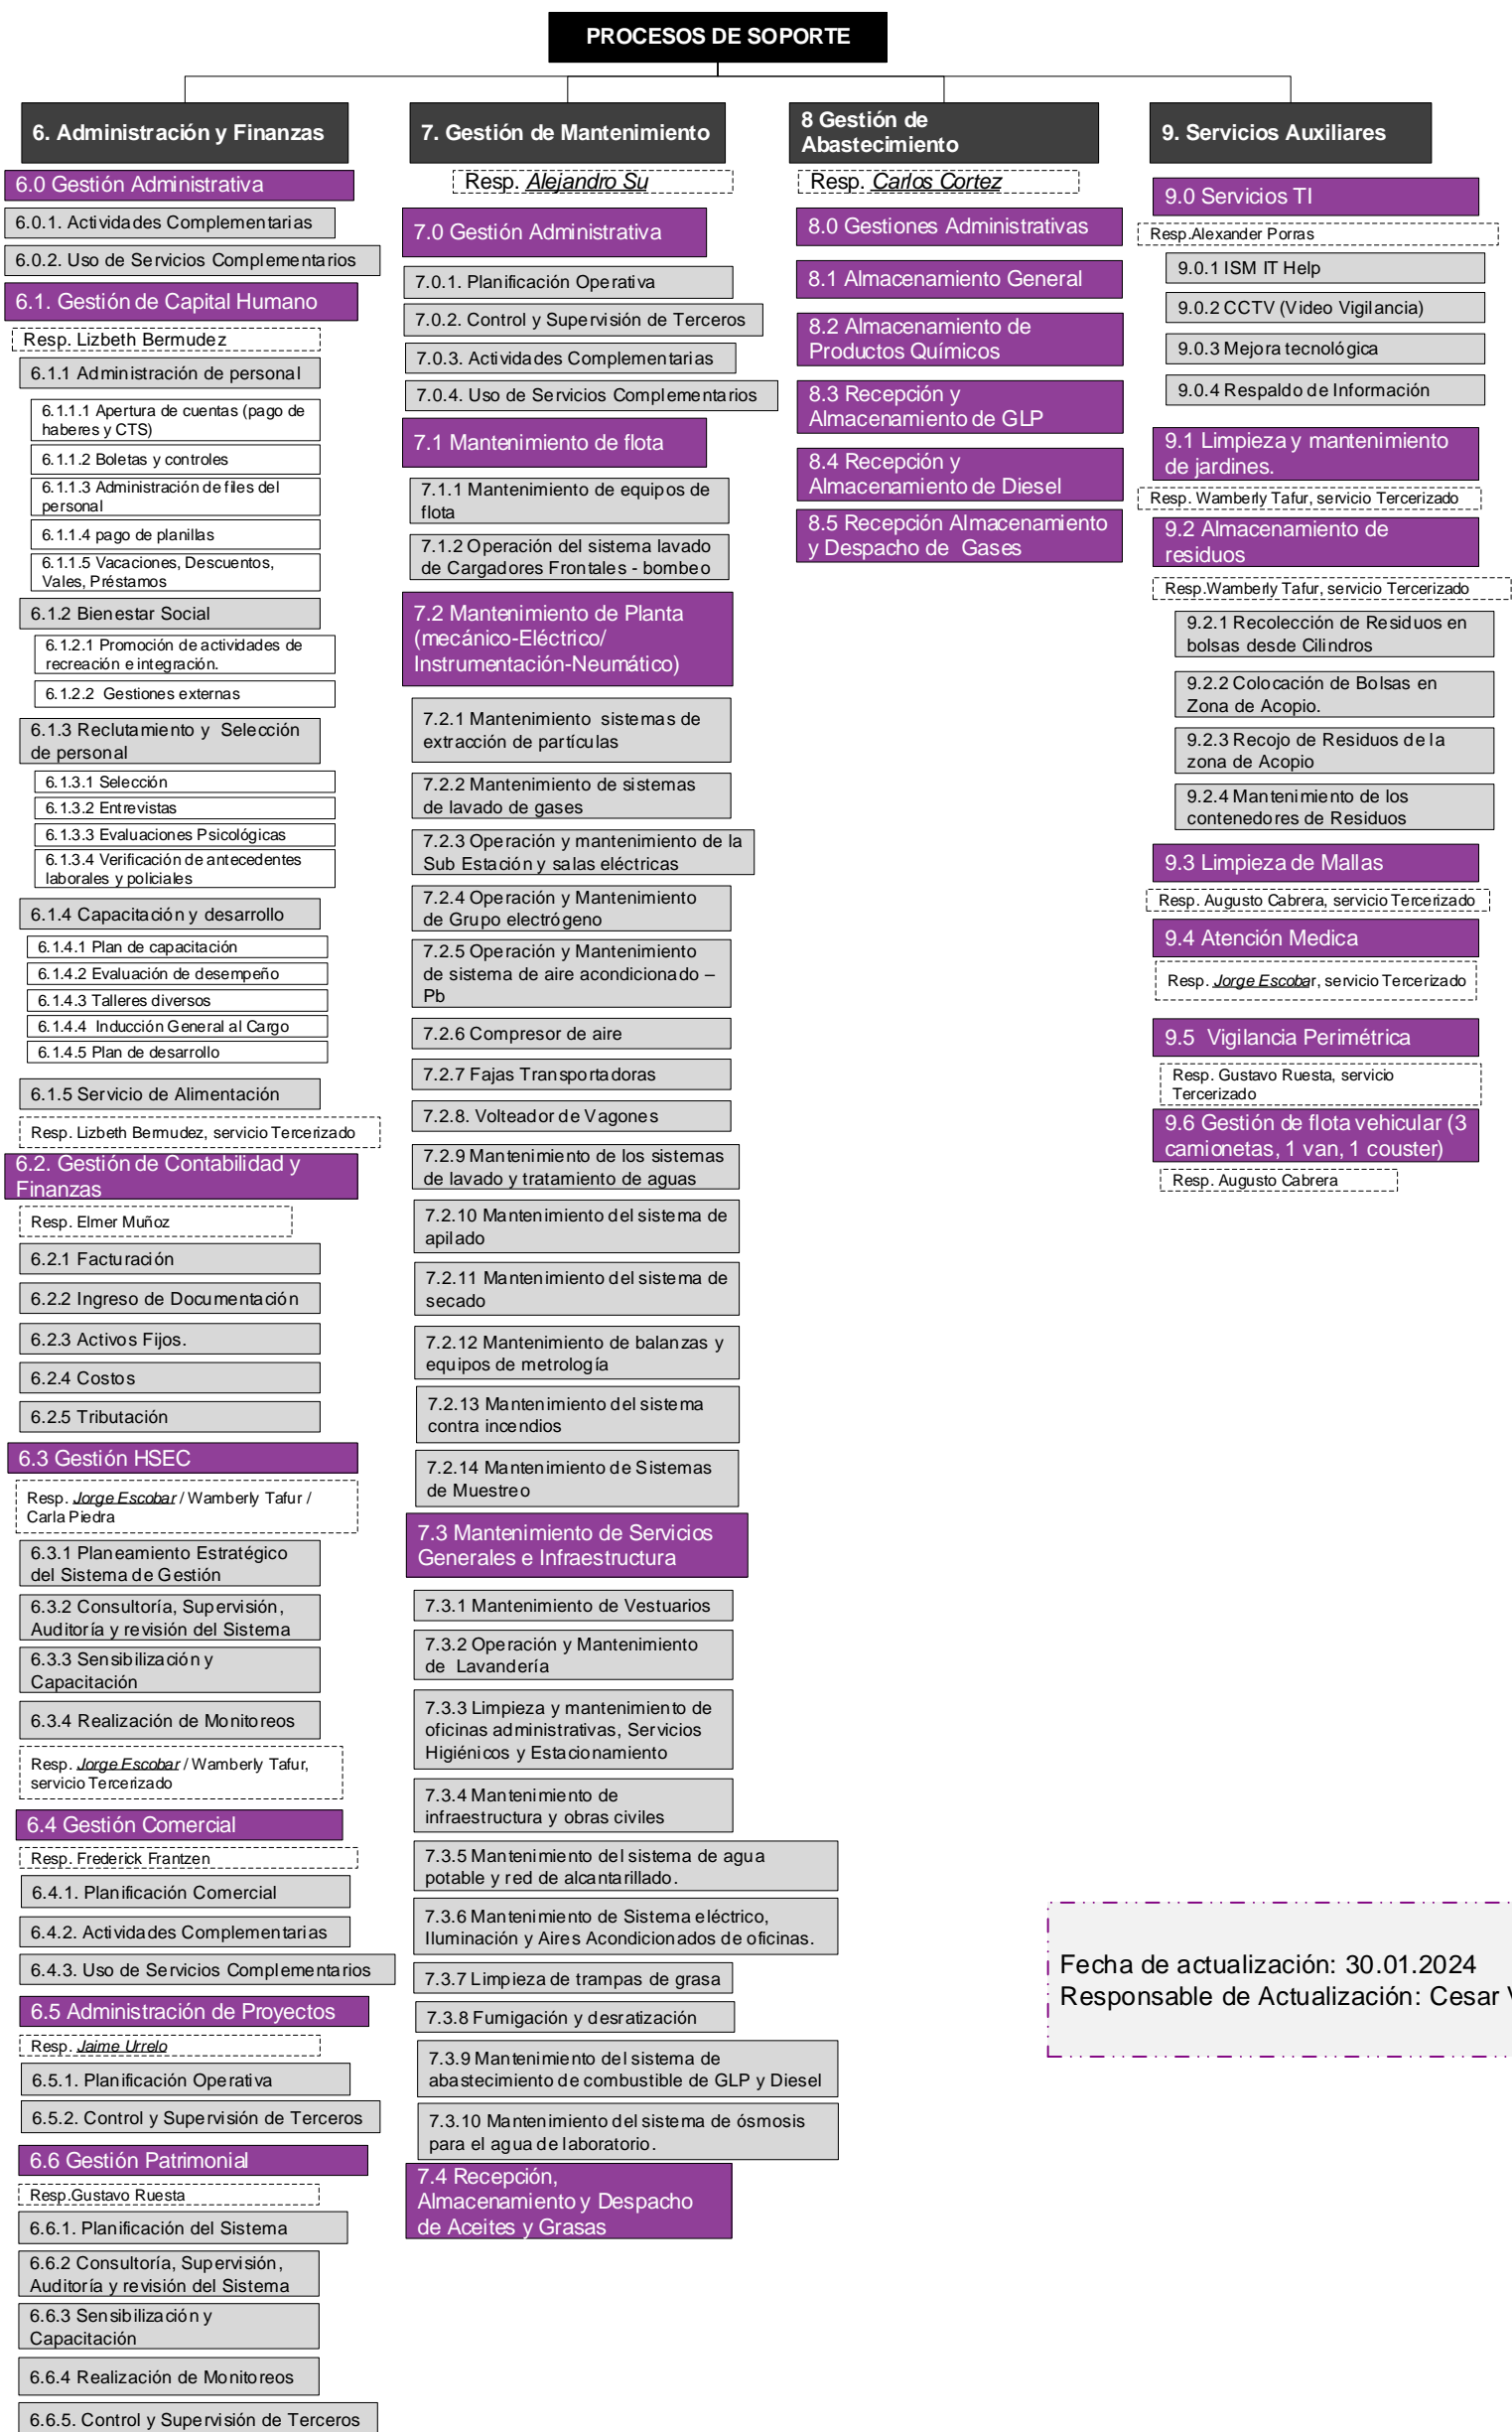 PROCESOS DE SOPORTE
6. Administración y Finanzas
6.0 Gestión Administrativa
6.0.1. Actividades Complementarias
6.0.2. Uso de Servicios Complementarios
6.1. Gestión de Capital Humano
Resp. Lizbeth Bermudez
6.1.1 Administración de personal
6.1.1.1 Apertura de cuentas (pago de
haberes y CTS)
6.1.1.2 Boletas y controles
6.1.1.3 Administración de files del
personal
6.1.1.4 pago de planillas
6.1.1.5 Vacaciones, Descuentos,
Vales, Préstamos
6.1.2 Bienestar Social
6.1.2.1 Promoción de actividades de
recreación e integración.
6.1.2.2 Gestiones externas
6.1.3 Reclutamiento y Selección
de personal
6.1.3.1 Selección
6.1.3.2 Entrevistas
6.1.3.3 Evaluaciones Psicológicas
6.1.3.4 Verificación de antecedentes
laborales y policiales
6.1.4 Capacitación y desarrollo
6.1.4.1 Plan de capacitación
6.1.4.2 Evaluación de desempeño
6.1.4.3 Talleres diversos
6.1.4.4 Inducción General al Cargo
6.1.4.5 Plan de desarrollo
6.1.5 Servicio de Alimentación
Resp. Lizbeth Bermudez, servicio Tercerizado
6.2. Gestión de Contabilidad y
Finanzas
Resp. Elmer Muñoz
6.2.1 Facturación
6.2.2 Ingreso de Documentación
6.2.3 Activos Fijos.
6.2.4 Costos
6.2.5 Tributación
6.3 Gestión HSEC
Resp. Jorge Escobar / Wamberly Tafur /
Carla Piedra
6.3.1 Planeamiento Estratégico
del Sistema de Gestión
6.3.2 Consultoría, Supervisión,
Auditoría y revisión del Sistema
6.3.3 Sensibilización y
Capacitación
6.3.4 Realización de Monitoreos
Resp. Jorge Escobar / Wamberly Tafur,
servicio Tercerizado
6.4 Gestión Comercial
Resp. Frederick Frantzen
6.4.1. Planificación Comercial
6.4.2. Actividades Complementarias
6.4.3. Uso de Servicios Complementarios
6.5 Administración de Proyectos
Resp. Jaime Urrelo
6.5.1. Planificación Operativa
6.5.2. Control y Supervisión de Terceros
6.6 Gestión Patrimonial
Resp.Gustavo Ruesta
6.6.1. Planificación del Sistema
6.6.2 Consultoría, Supervisión,
Auditoría y revisión del Sistema
6.6.3 Sensibilización y
Capacitación
6.6.4 Realización de Monitoreos
6.6.5. Control y Supervisión de Terceros
7. Gestión de Mantenimiento
Resp. Alejandro Su
7.0 Gestión Administrativa
7.0.1. Planificación Operativa
7.0.2. Control y Supervisión de Terceros
7.0.3. Actividades Complementarias
7.0.4. Uso de Servicios Complementarios
7.1 Mantenimiento de flota
7.1.1 Mantenimiento de equipos de
flota
7.1.2 Operación del sistema lavado
de Cargadores Frontales - bombeo
7.2 Mantenimiento de Planta
(mecánico-Eléctrico/
Instrumentación-Neumático)
7.2.1 Mantenimiento sistemas de
extracción de partículas
7.2.2 Mantenimiento de sistemas
de lavado de gases
7.2.3 Operación y mantenimiento de la
Sub Estación y salas eléctricas
7.2.4 Operación y Mantenimiento
de Grupo electrógeno
7.2.5 Operación y Mantenimiento
de sistema de aire acondicionado –
Pb
7.2.6 Compresor de aire
7.2.7 Fajas Transportadoras
7.2.8. Volteador de Vagones
7.2.9 Mantenimiento de los sistemas
de lavado y tratamiento de aguas
7.2.10 Mantenimiento del sistema de
apilado
7.2.11 Mantenimiento del sistema de
secado
7.2.12 Mantenimiento de balanzas y
equipos de metrología
7.2.13 Mantenimiento del sistema
contra incendios
7.2.14 Mantenimiento de Sistemas
de Muestreo
7.3 Mantenimiento de Servicios
Generales e Infraestructura
7.3.1 Mantenimiento de Vestuarios
7.3.2 Operación y Mantenimiento
de Lavandería
7.3.3 Limpieza y mantenimiento de
oficinas administrativas, Servicios
Higiénicos y Estacionamiento
7.3.4 Mantenimiento de
infraestructura y obras civiles
7.3.5 Mantenimiento del sistema de agua
potable y red de alcantarillado.
7.3.6 Mantenimiento de Sistema eléctrico,
Iluminación y Aires Acondicionados de oficinas.
7.3.7 Limpieza de trampas de grasa
7.3.8 Fumigación y desratización
7.3.9 Mantenimiento del sistema de
abastecimiento de combustible de GLP y Diesel
7.3.10 Mantenimiento del sistema de ósmosis
para el agua de laboratorio.
7.4 Recepción,
Almacenamiento y Despacho
de Aceites y Grasas
8 Gestión de
Abastecimiento
Resp. Carlos Cortez
8.0 Gestiones Administrativas
8.1 Almacenamiento General
8.2 Almacenamiento de
Productos Químicos
8.3 Recepción y
Almacenamiento de GLP
8.4 Recepción y
Almacenamiento de Diesel
8.5 Recepción Almacenamiento
y Despacho de Gases
9. Servicios Auxiliares
9.0 Servicios TI
Resp.Alexander Porras
9.0.1 ISM IT Help
9.0.2 CCTV (Video Vigilancia)
9.0.3 Mejora tecnológica
9.0.4 Respaldo de Información
9.1 Limpieza y mantenimiento
de jardines.
Resp. Wamberly Tafur, servicio Tercerizado
9.2 Almacenamiento de
residuos
Resp.Wamberly Tafur, servicio Tercerizado
9.2.1 Recolección de Residuos en
bolsas desde Cilindros
9.2.2 Colocación de Bolsas en
Zona de Acopio.
9.2.3 Recojo de Residuos de la
zona de Acopio
9.2.4 Mantenimiento de los
contenedores de Residuos
9.3 Limpieza de Mallas
Resp. Augusto Cabrera, servicio Tercerizado
9.4 Atención Medica
Resp. Jorge Escobar, servicio Tercerizado
9.5 Vigilancia Perimétrica
Resp. Gustavo Ruesta, servicio
Tercerizado
9.6 Gestión de flota vehicular (3
camionetas, 1 van, 1 couster)
Resp. Augusto Cabrera
Fecha de actualización: 30.01.2024
Responsable de Actualización: Cesar